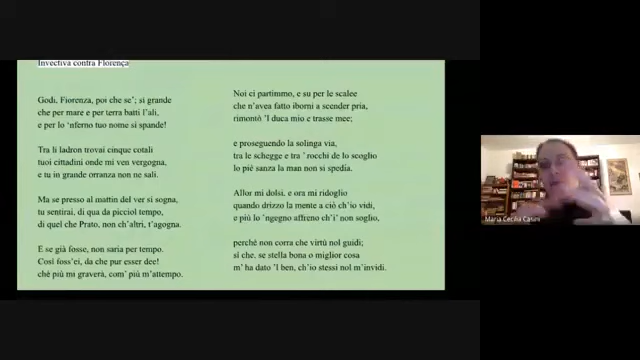 Invectiva contra Florença
Godi, Fiorenza, poi che se'; sì grande
che per mare e per terra batti l'ali,
e per lo 'nferno tuo nome si spande!
Tra li ladron trovai cinque cotali
tuoi cittadini onde mi ven vergogna,
e tu in grande orranza non ne sali.
Ma se presso al mattin del ver si sogna,
tu sentirai, di qua da picciol tempo,
di quel che Prato, non ch'altri, t'agogna.
E se già fosse, non saria per tempo.
Così foss'ei, da che pur esser dee!
ché più mi graverà, com' più m'attempo.
Noi ci partimmo, e su per le scalee
che n'avea fatto iborni a scender pria,
rimontò 'l duca mio e trasse mee;
e proseguendo la solinga via,
tra le schegge e tra ' rocchi de lo scoglio
lo piè sanza la man non si spedia.
Allor mi dolsi, e ora mi ridoglio
quando drizzo la mente a ciò ch'io vidi,
e più lo 'ngegno affreno ch'i' non soglio,
perché non corra che virtù nol guidi;
sì che, se stella bona o miglior cosa
m' ha dato 'l ben, ch'io stessi nol m'invidi.
Maria Cecilia Casini